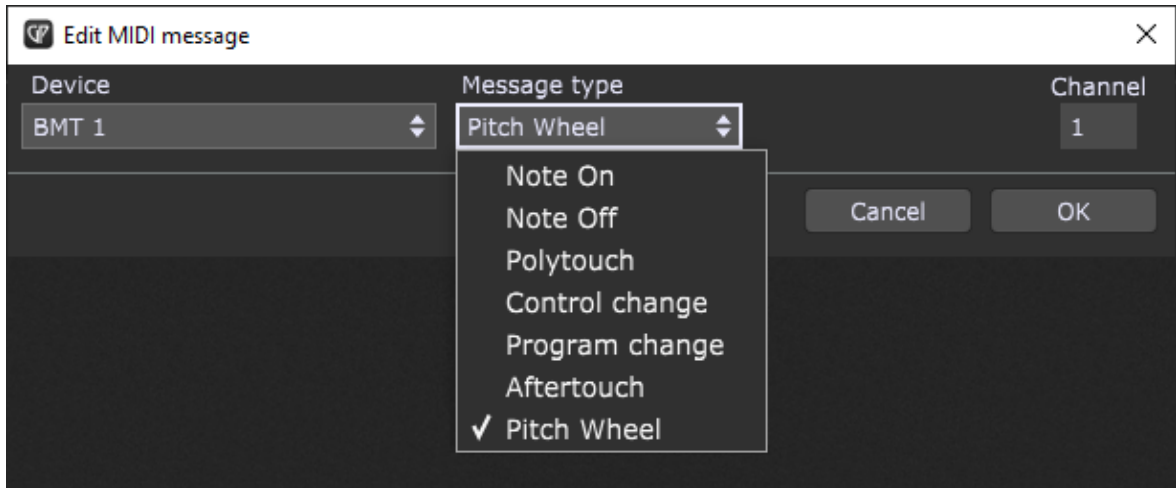 Edit MIDI message
Device Message type Channel
BMT 1 Pitch Wheel 1
Note On
Note Off
Cancel OK
Polytouch
Control change
Program change
Aftertouch
✓ Pitch Wheel